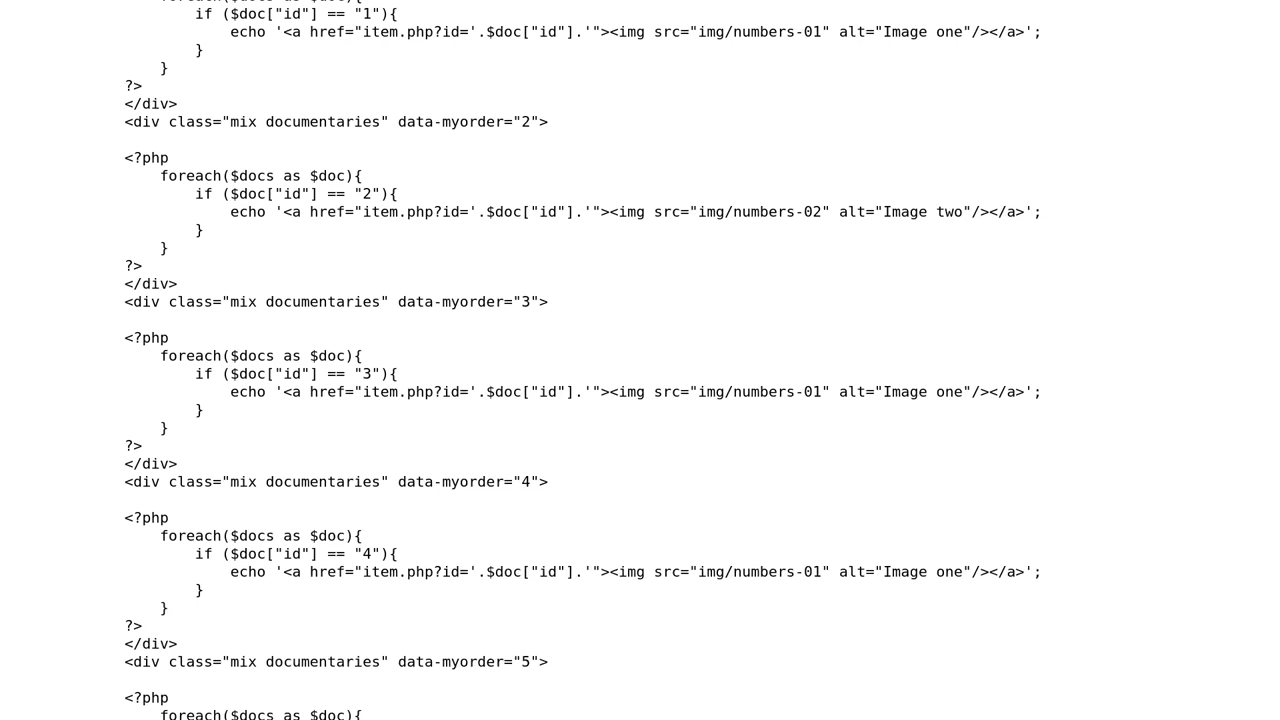 foreach($docs as $doc){
if ($doc["id"] == "1"){
echo '<a href="item.php?id='.$doc["id"].'"><img src="img/numbers-01" alt="Image one"/></a>';
}
}
?>
</div>
<div class="mix documentaries" data-myorder="2">
<?php
foreach($docs as $doc){
if ($doc["id"] == "2"){
echo '<a href="item.php?id='.$doc["id"].'"><img src="img/numbers-02" alt="Image two"/></a>';
}
}
?>
</div>
<div class="mix documentaries" data-myorder="3">
<?php
foreach($docs as $doc){
if ($doc["id"] == "3"){
echo '<a href="item.php?id='.$doc["id"].'"><img src="img/numbers-01" alt="Image one"/></a>';
}
}
?>
</div>
<div class="mix documentaries" data-myorder="4">
<?php
foreach($docs as $doc){
if ($doc["id"] == "4"){
echo '<a href="item.php?id='.$doc["id"].'"><img src="img/numbers-01" alt="Image one"/></a>';
}
}
?>
</div>
<div class="mix documentaries" data-myorder="5">
<?php
foreach($docs as $doc){